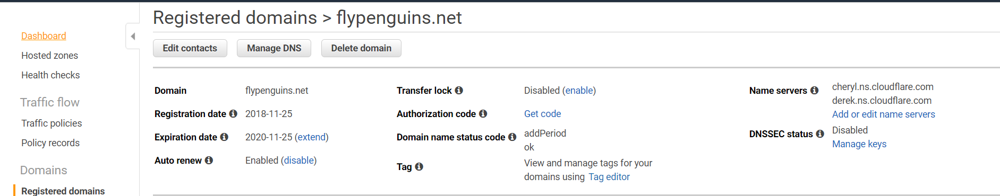 Registered domains > flypenguins.net
Dashboard
Hosted zones
Health checks
Traffic flow
Traffic policies
Policy records
Domains
Registered domains
Edit contacts
Manage DNS
Delete domain
Domain flypenguins.net
Registration date 2018-11-25
Expiration date 2020-11-25 (extend)
Auto renew Enabled (disable)
Transfer lock Disabled (enable)
Authorization code Get code
Domain name status code addPeriod
ok
Tag View and manage tags for your
domains using Tag editor
Name servers cheryl.ns.cloudflare.com
derek.ns.cloudflare.com
Add or edit name servers
DNSSEC status Disabled
Manage keys